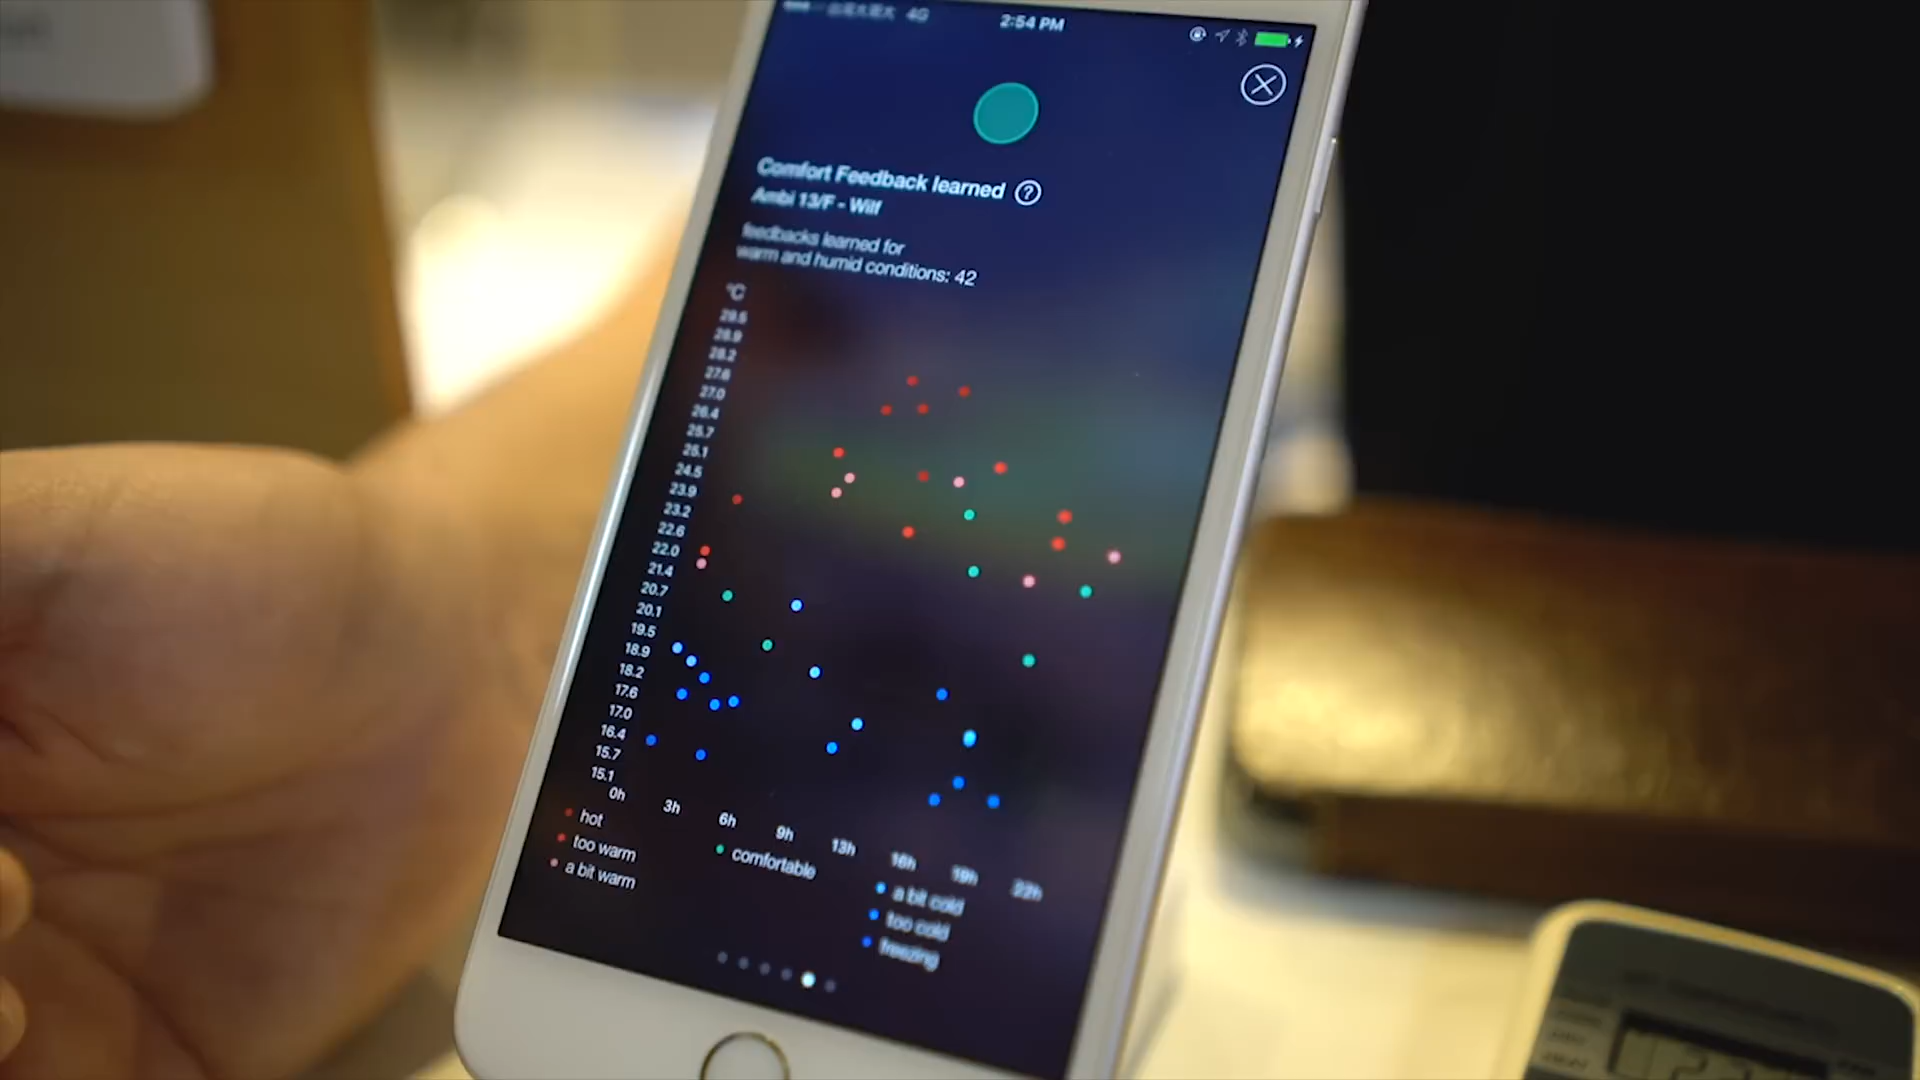 4G 2:54 PM
Comfort Feedback learned ?
Ambi 13/F - Wilf
feedbacks learned for
warm and humid conditions: 42
°C
29.5
28.9
28.2
27.6
27.0
26.4
25.7
25.1
24.5
23.9
23.2
22.6
22.0
21.4
20.7
20.1
19.5
18.9
18.2
17.6
17.0
16.4
15.7
15.1
0h 3h 6h 9h 13h 16h 19h 22h
hot
too warm
a bit warm
comfortable
a bit cold
too cold
freezing